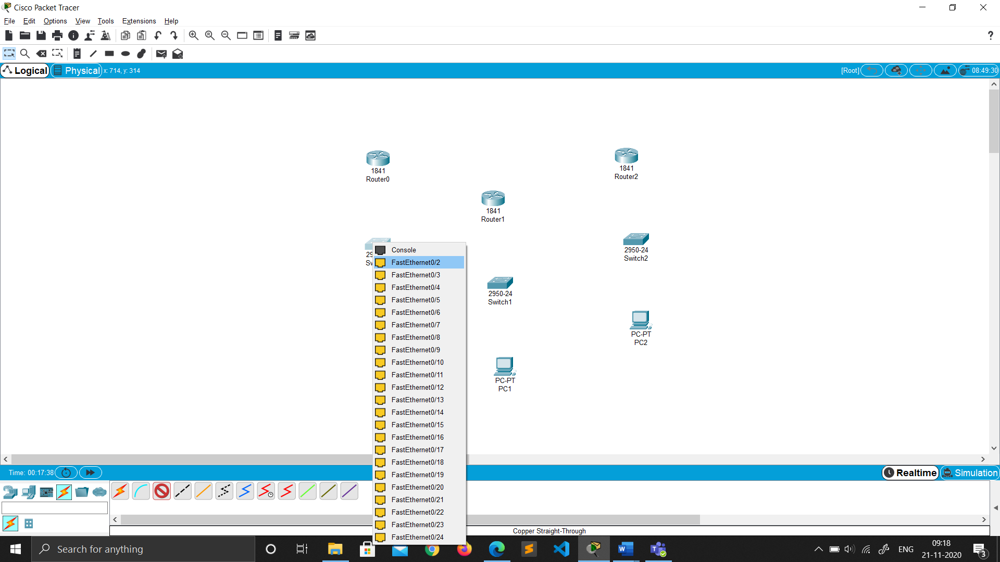 Cisco Packet Tracer
File Edit Options View Tools Extensions Help
?
Logical Physical x: 714, y: 314 [Root] 08:49:30
1841
Router0
1841
Router2
1841
Router1
2950-24
Switch2
2950-24
Switch1
PC-PT
PC2
PC-PT
PC1
Console
FastEthernet0/2
FastEthernet0/3
FastEthernet0/4
FastEthernet0/5
FastEthernet0/6
FastEthernet0/7
FastEthernet0/8
FastEthernet0/9
FastEthernet0/10
FastEthernet0/11
FastEthernet0/12
FastEthernet0/13
FastEthernet0/14
FastEthernet0/15
FastEthernet0/16
FastEthernet0/17
FastEthernet0/18
FastEthernet0/19
FastEthernet0/20
FastEthernet0/21
FastEthernet0/22
FastEthernet0/23
FastEthernet0/24
Time: 00:17:38 Realtime Simulation
Copper Straight-Through
Search for anything
ENG
09:18
21-11-2020
3